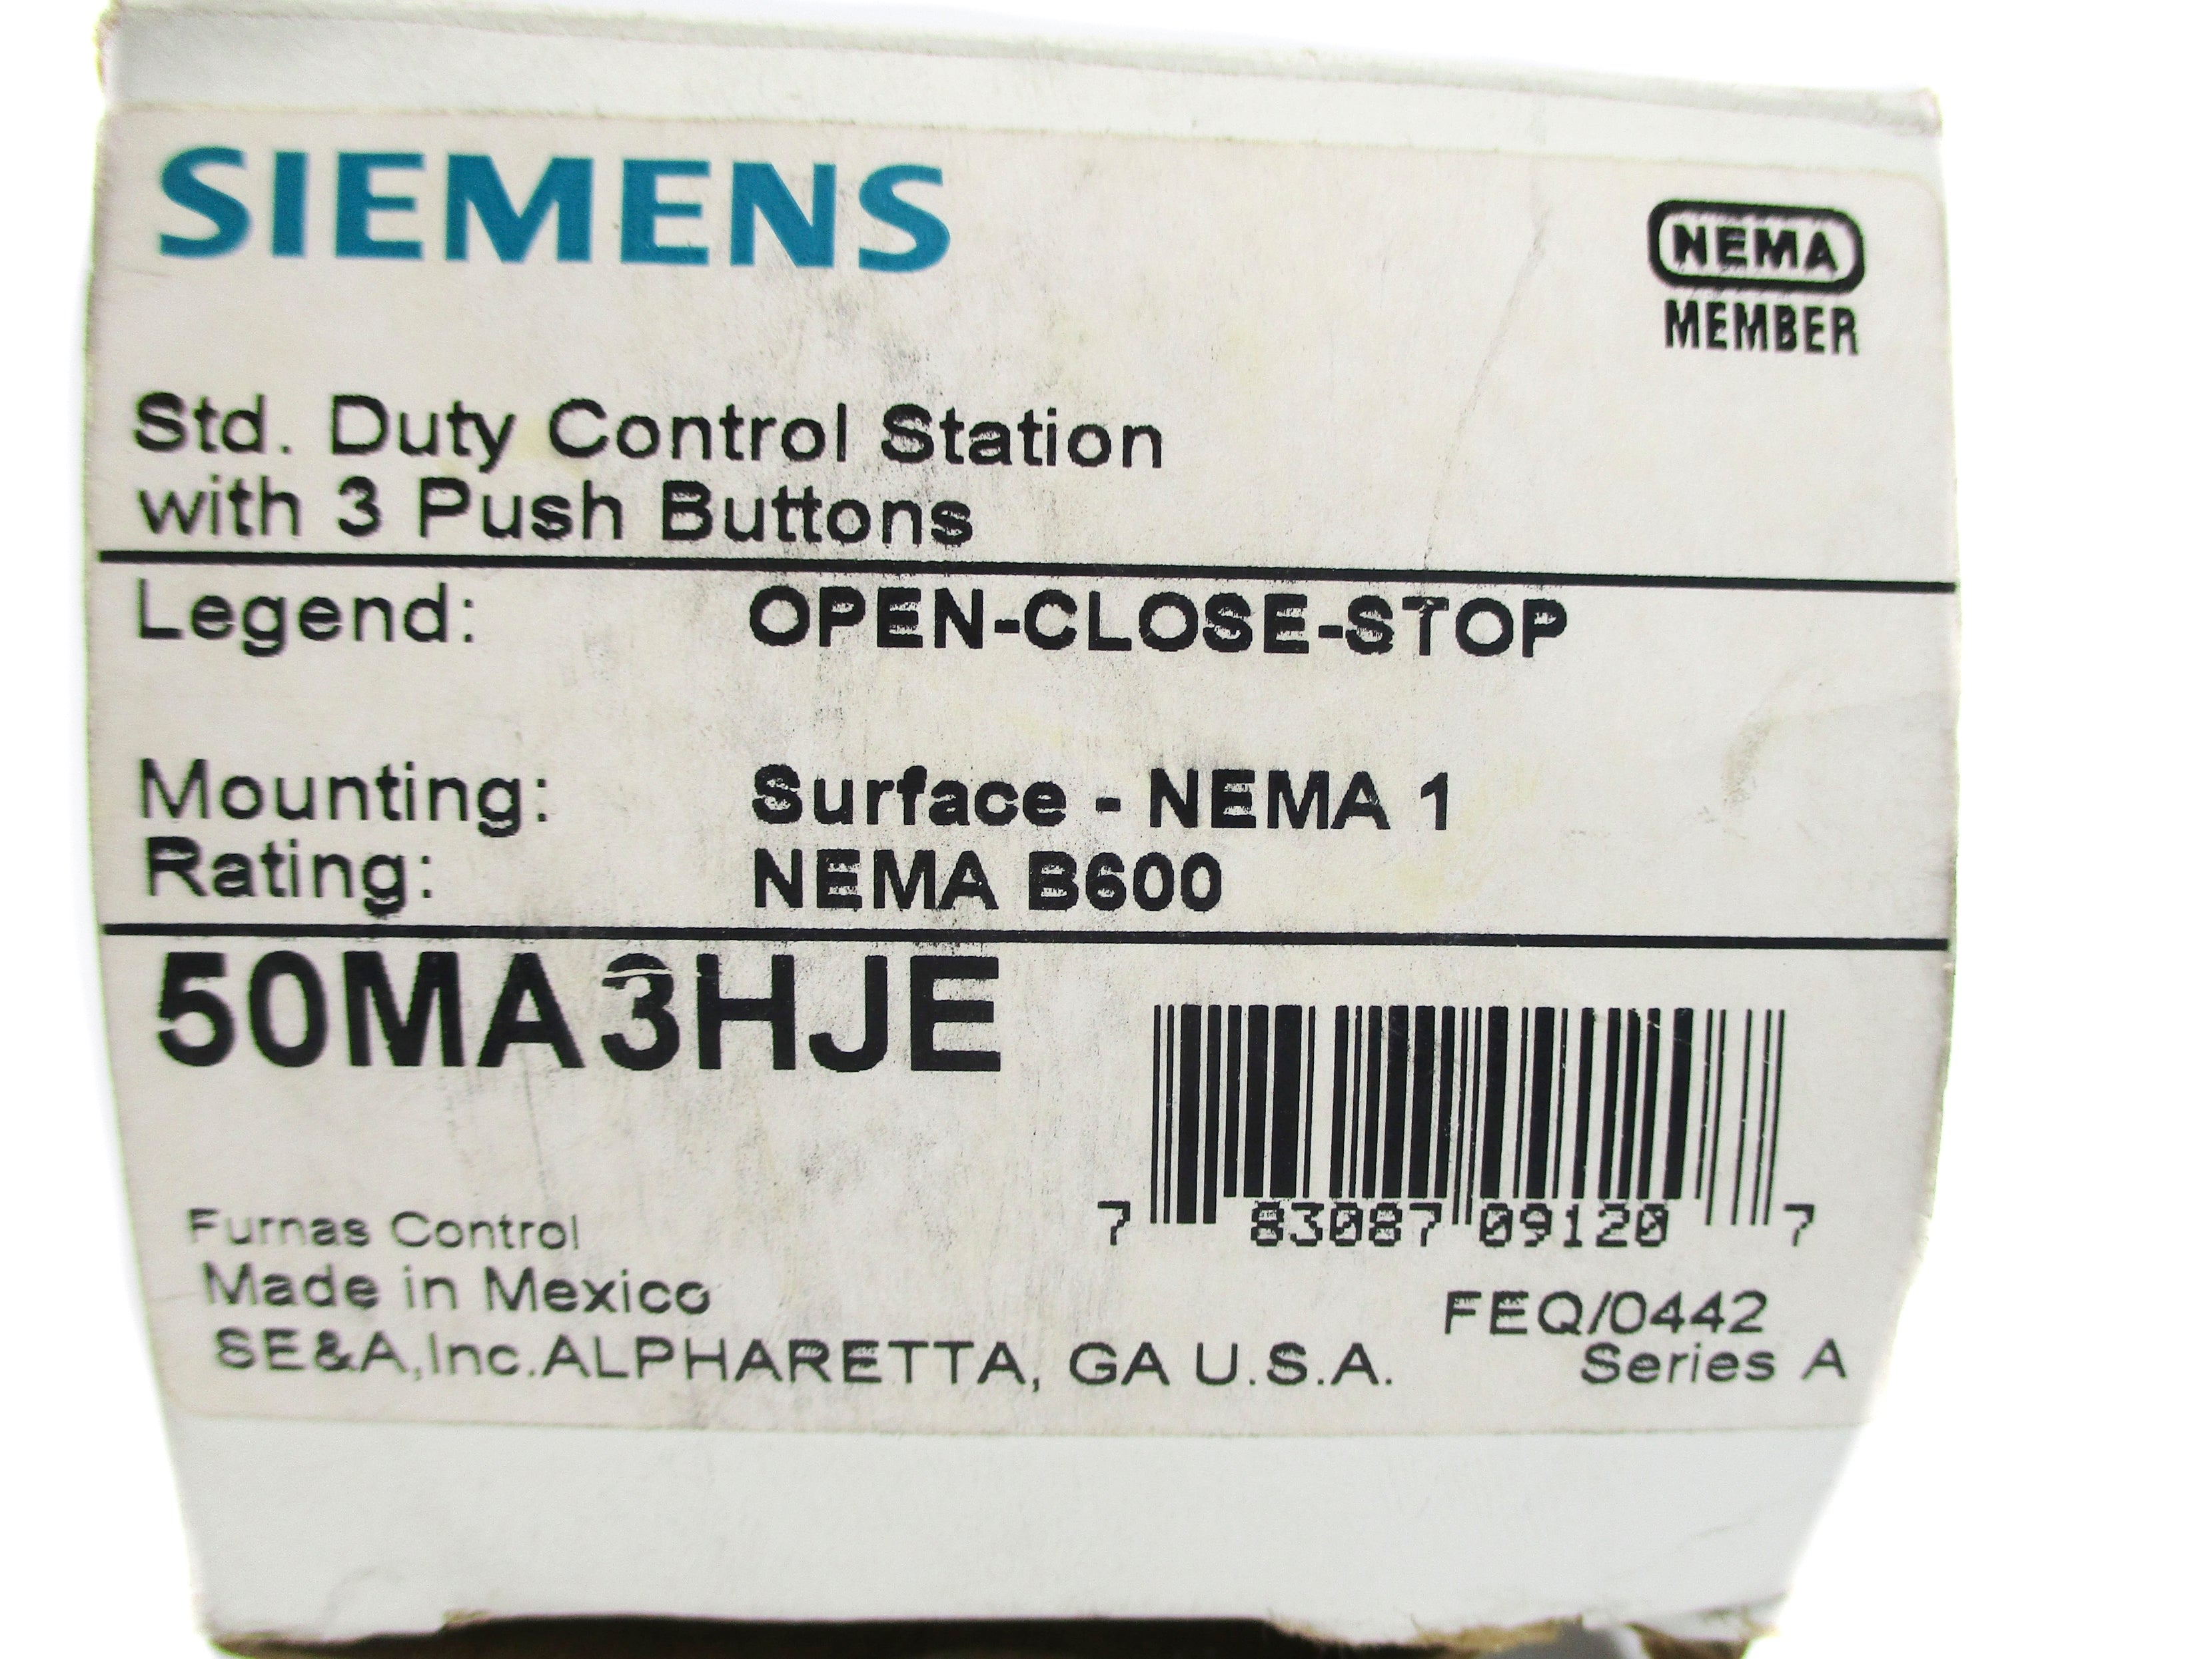 SIEMENS
NEMA
MEMBER
Std. Duty Control Station
with 3 Push Buttons
Legend: OPEN-CLOSE-STOP
Mounting: Surface - NEMA 1
Rating: NEMA B600
50MA3HJE
7 83087 09120 7
Furnas Control
Made in Mexico
FEQ/0442
SE&A,Inc.ALPHARETTA, GA U.S.A. Series A